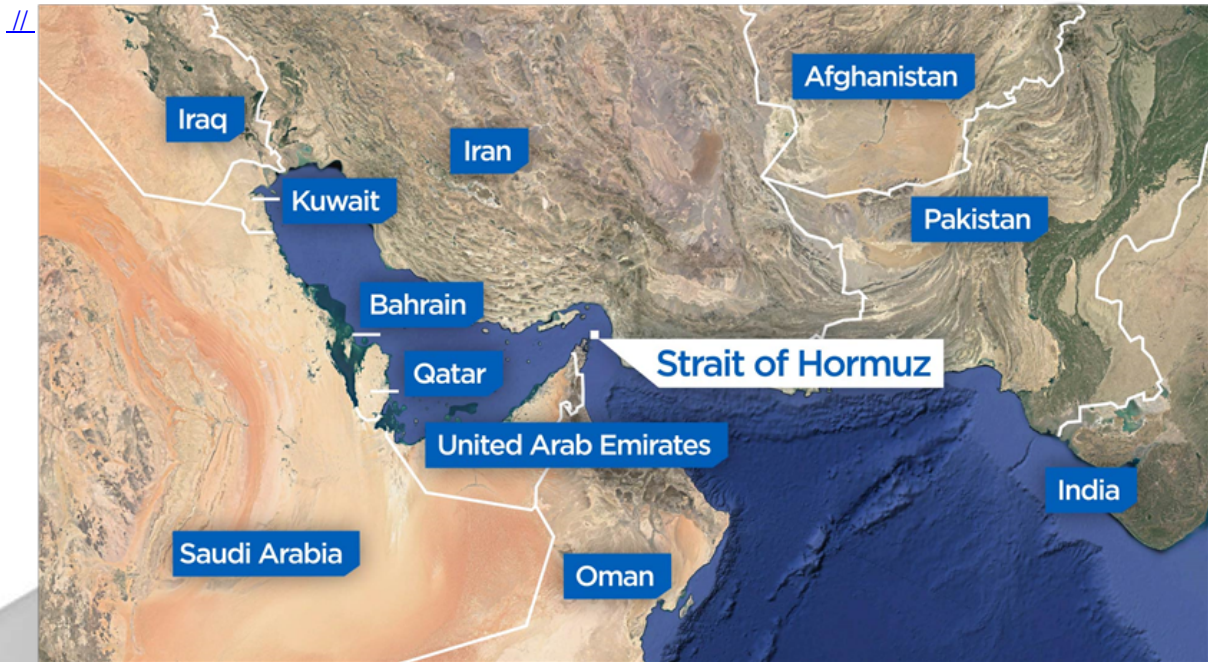 //
Afghanistan
Iraq
Iran
Kuwait
Pakistan
Bahrain
Strait of Hormuz
Qatar
United Arab Emirates
India
Saudi Arabia
Oman